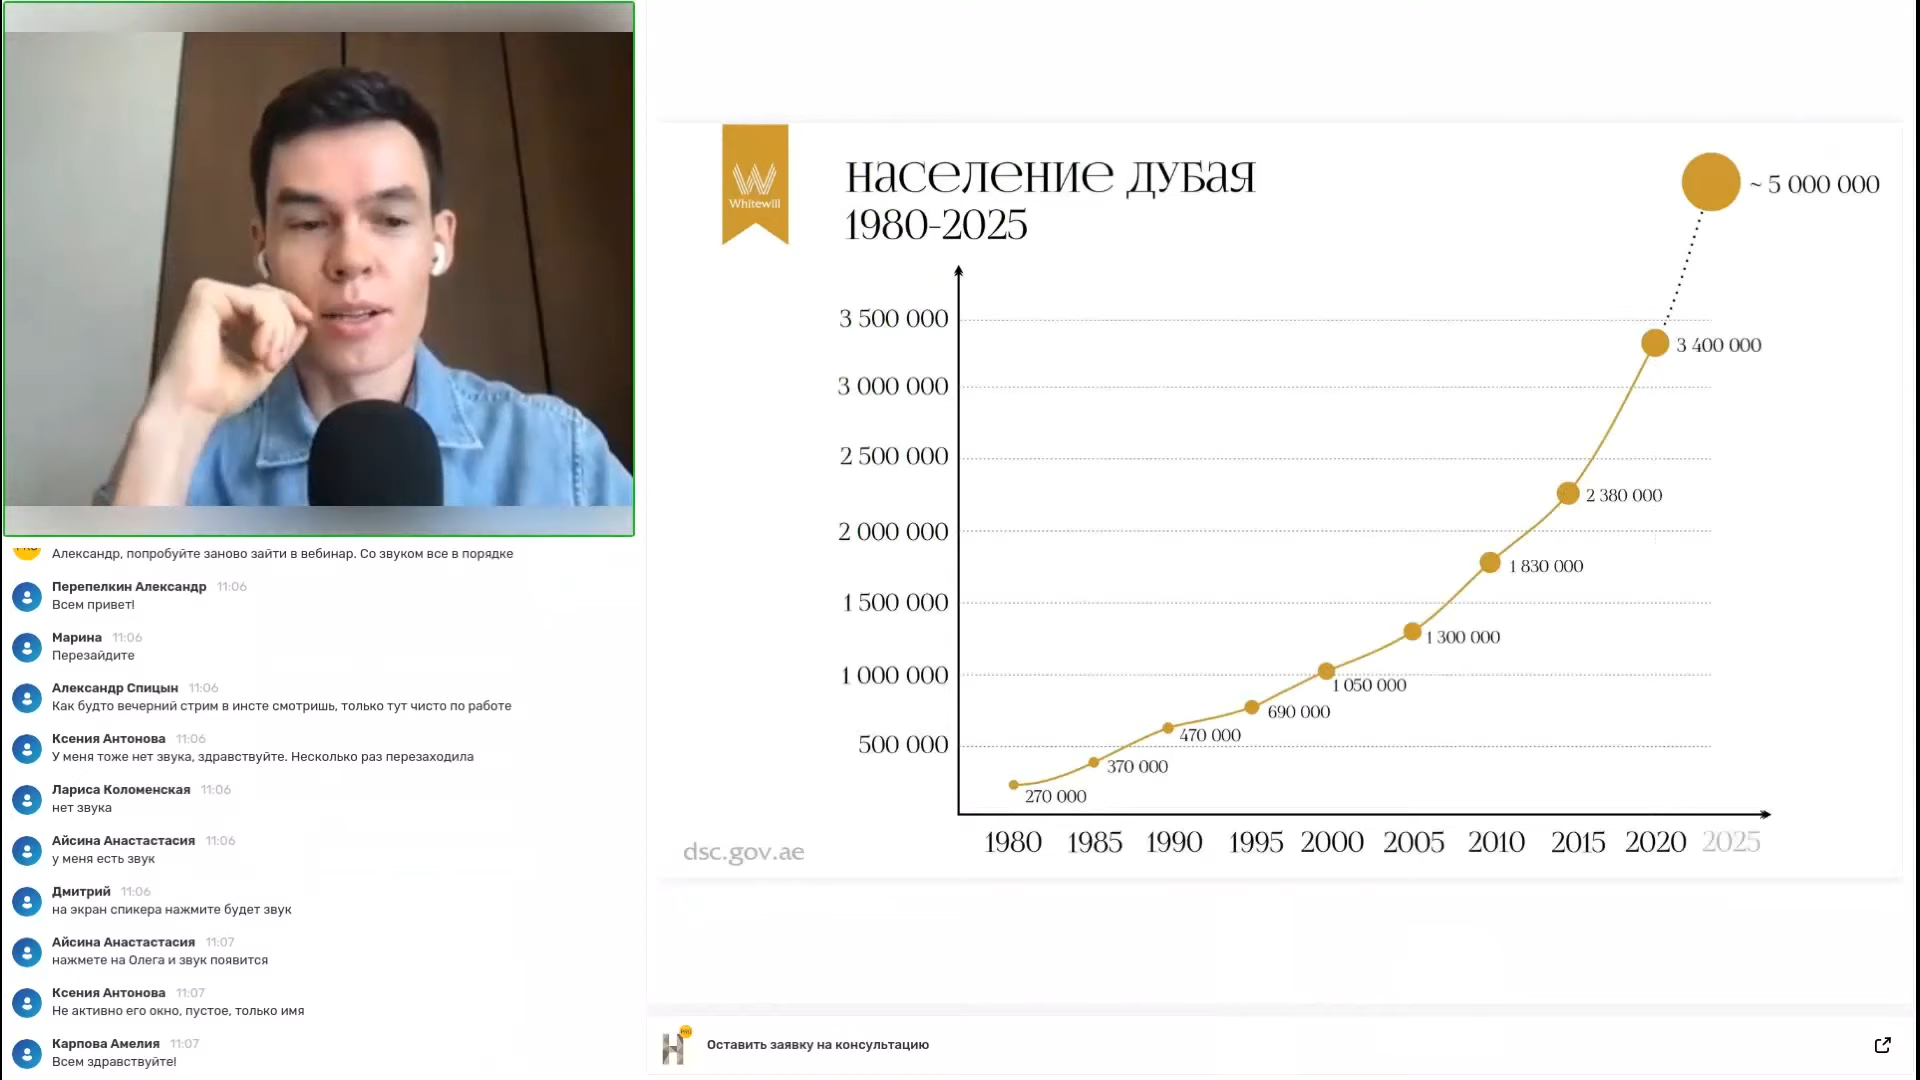 Александр, попробуйте заново зайти в вебинар. Со звуком все в порядке
Перепелкин Александр 11:06
Всем привет!
Марина 11:06
Перезайдите
Александр Спицын 11:06
Как будто вечерний стрим в инсте смотришь, только тут чисто по работе
Ксения Антонова 11:06
У меня тоже нет звука, здравствуйте. Несколько раз перезаходила
Лариса Коломенская 11:06
нет звука
Айсина Анастастасия 11:06
у меня есть звук
Дмитрий 11:06
на экран спикера нажмите будет звук
Айсина Анастастасия 11:07
нажмете на Олега и звук появится
Ксения Антонова 11:07
Не активно его окно, пустое, только имя
Карпова Амелия 11:07
Всем здравствуйте!
Whitewill
население дубая
1980-2025
~ 5 000 000
3 500 000
3 400 000
3 000 000
2 500 000
2 380 000
2 000 000
1 830 000
1 500 000
1 300 000
1 000 000
1 050 000
690 000
500 000
470 000
370 000
270 000
1980 1985 1990 1995 2000 2005 2010 2015 2020 2025
dsc.gov.ae
PRO
Оставить заявку на консультацию